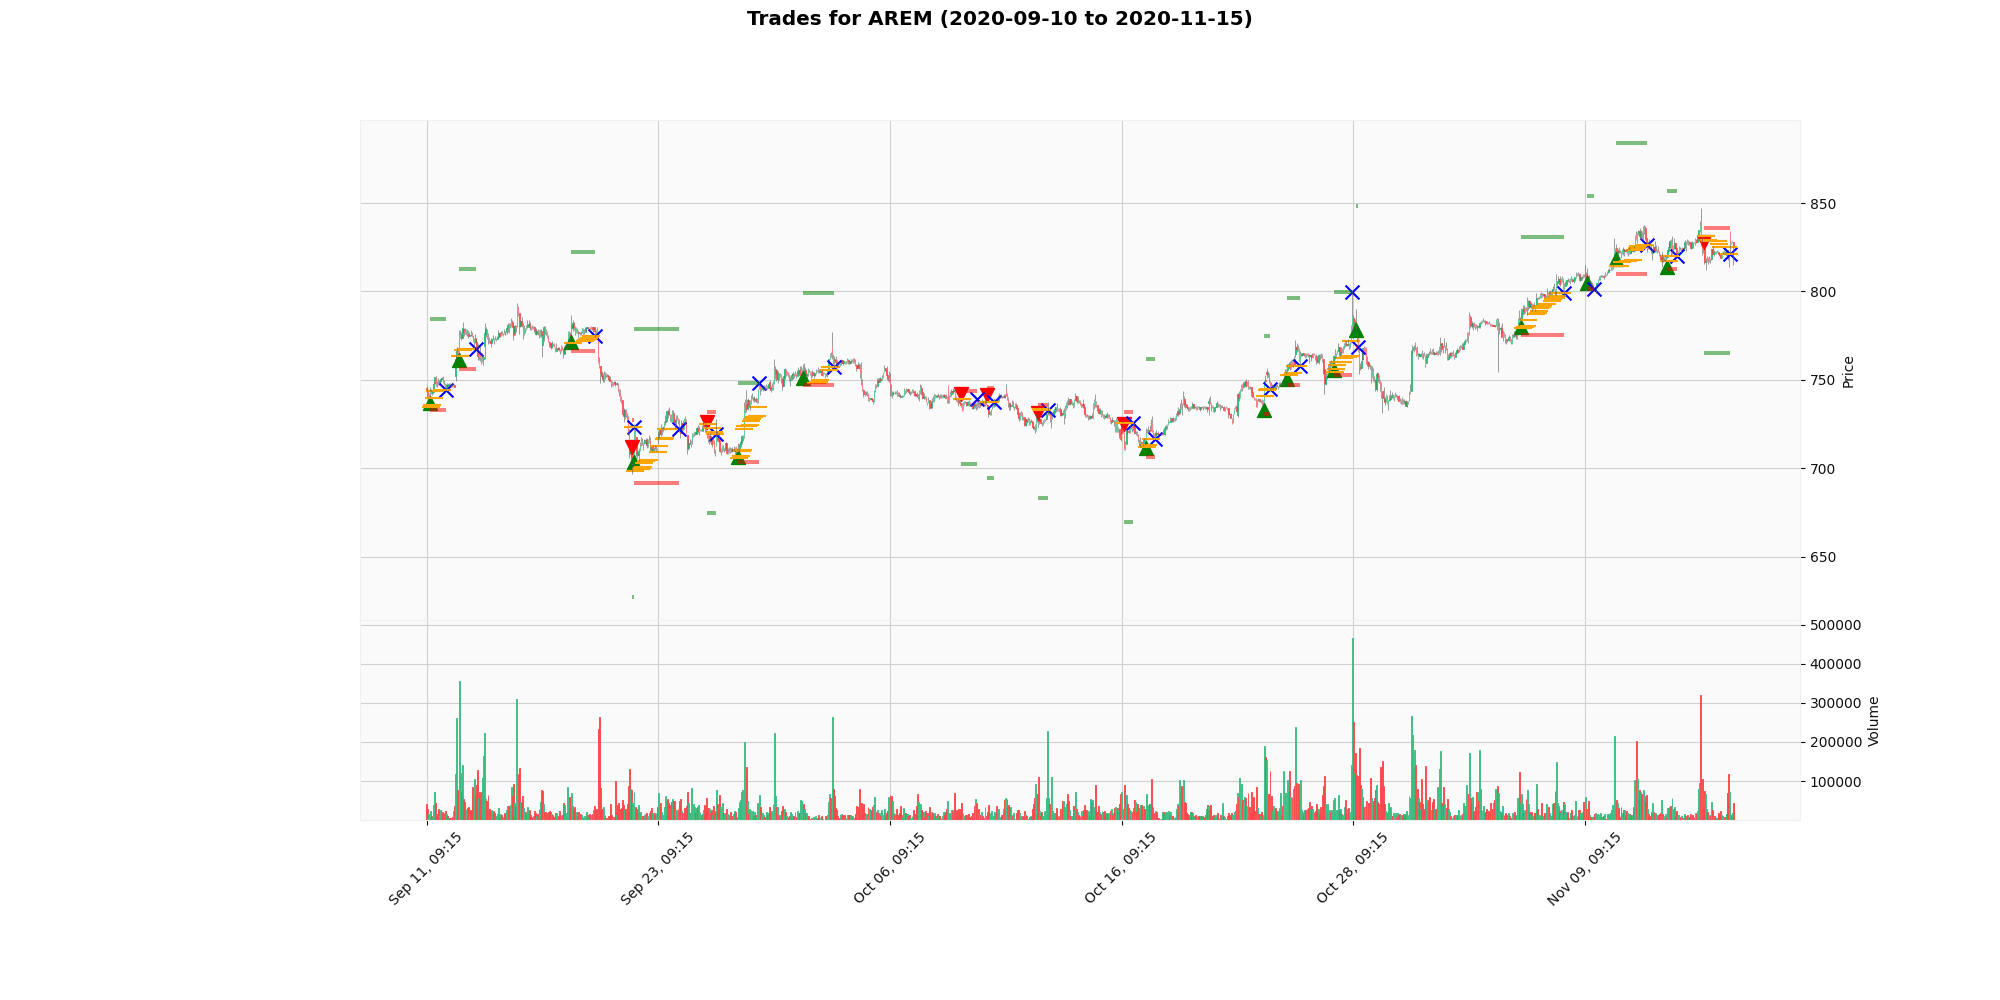 Trades for AREM (2020-09-10 to 2020-11-15)
850
800
750
700
650
Price
500000
400000
300000
200000
100000
Volume
Sep 11, 09:15
Sep 23, 09:15
Oct 06, 09:15
Oct 16, 09:15
Oct 28, 09:15
Nov 09, 09:15